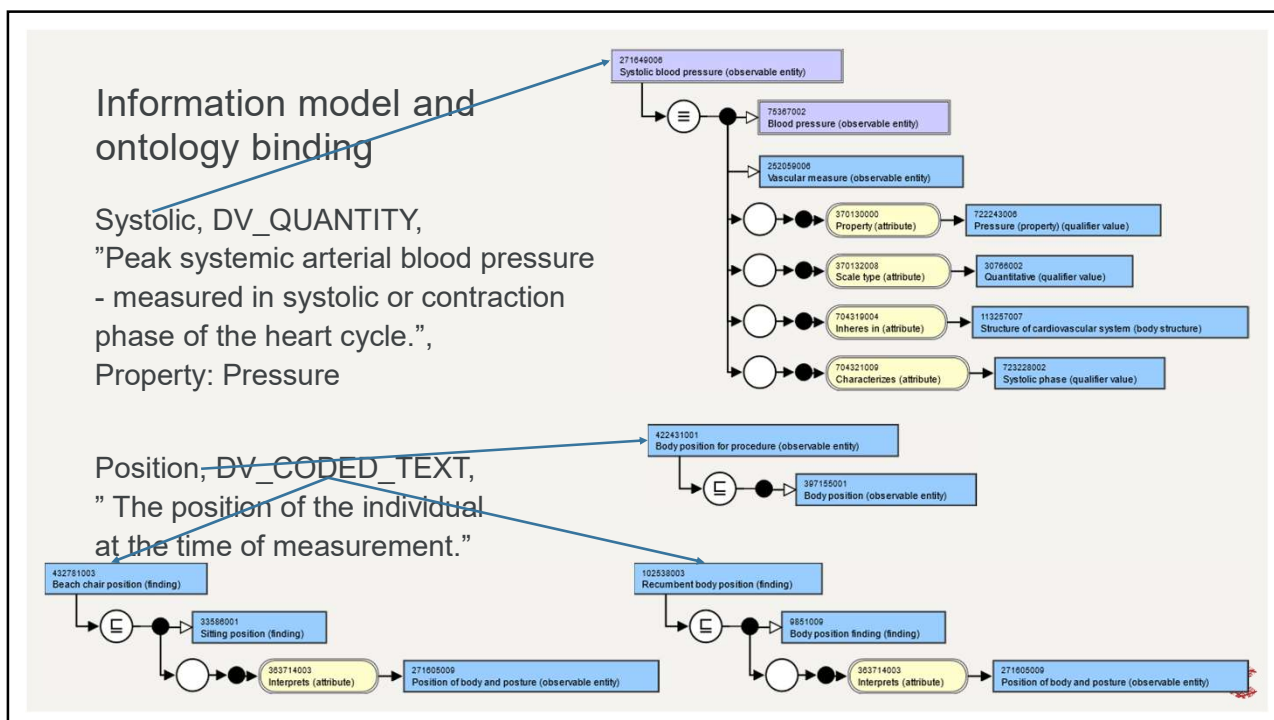 Information model and
ontology binding
Systolic, DV_QUANTITY,
”Peak systemic arterial blood pressure
- measured in systolic or contraction
phase of the heart cycle.”,
Property: Pressure
Position, DV_CODED_TEXT,
” The position of the individual
at the time of measurement.”
271649006
Systolic blood pressure (observable entity)
≡
75367002
Blood pressure (observable entity)
252059006
Vascular measure (observable entity)
370130000
Property (attribute)
722243006
Pressure (property) (qualifier value)
370132008
Scale type (attribute)
30766002
Quantitative (qualifier value)
704319004
Inheres in (attribute)
113257007
Structure of cardiovascular system (body structure)
704321009
Characterizes (attribute)
723228002
Systolic phase (qualifier value)
422431001
Body position for procedure (observable entity)
⊑
397155001
Body position (observable entity)
432781003
Beach chair position (finding)
⊑
33586001
Sitting position (finding)
363714003
Interprets (attribute)
271605009
Position of body and posture (observable entity)
102538003
Recumbent body position (finding)
⊑
9851009
Body position finding (finding)
363714003
Interprets (attribute)
271605009
Position of body and posture (observable entity)